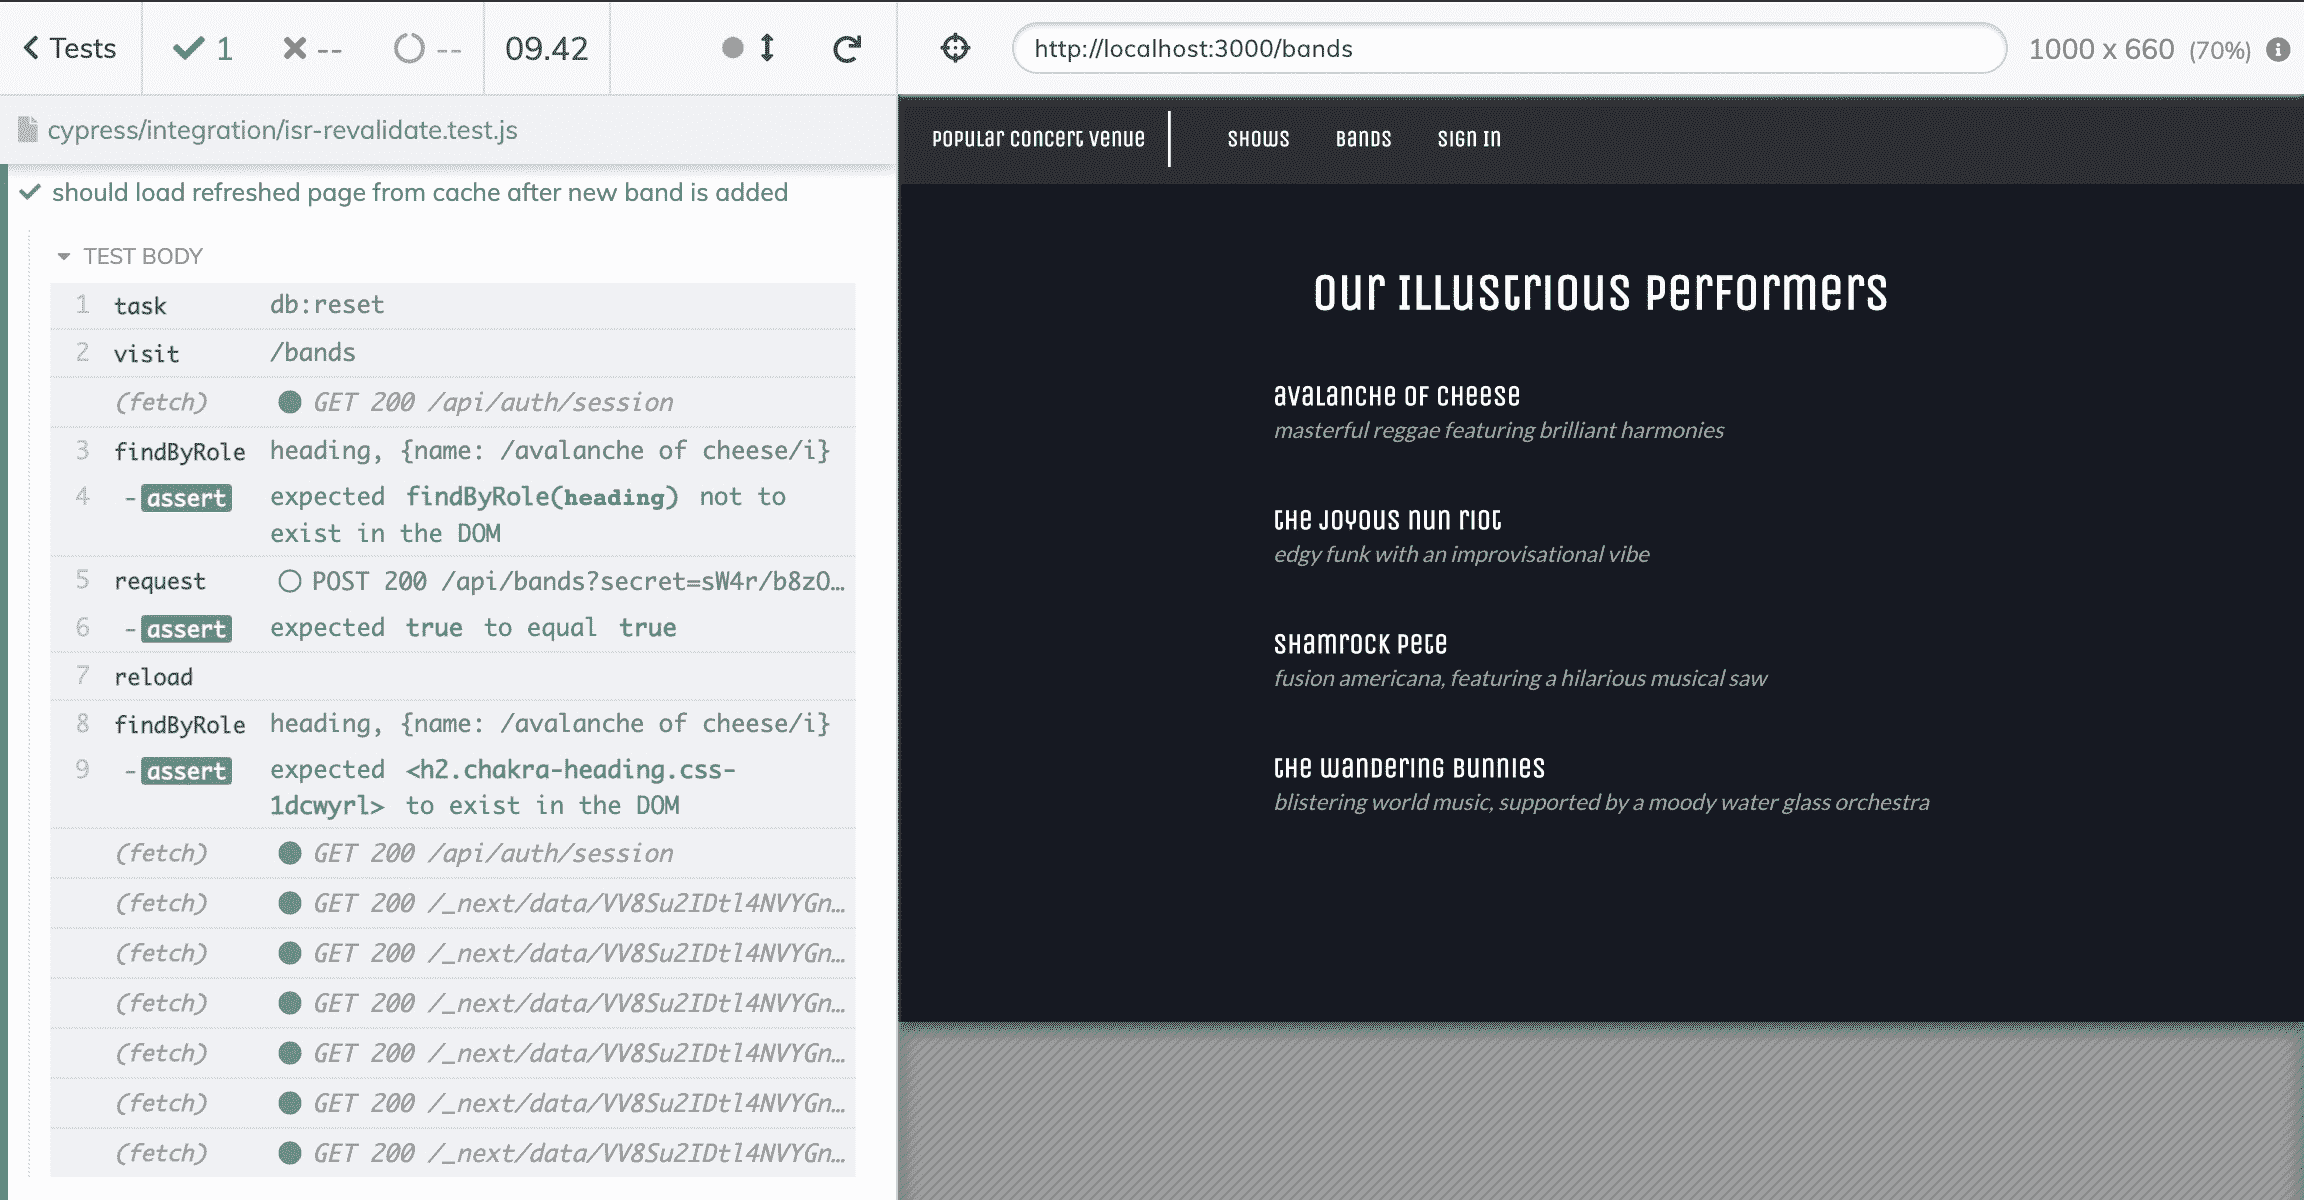 Tests
1
--
--
09.42
http://localhost:3000/bands
1000 x 660 (70%)
cypress/integration/isr-revalidate.test.js
should load refreshed page from cache after new band is added
TEST BODY
1 task db:reset
2 visit /bands
(fetch) GET 200 /api/auth/session
3 findByRole heading, {name: /avalanche of cheese/i}
4 -assert expected findByRole(heading) not to
exist in the DOM
5 request POST 200 /api/bands?secret=sW4r/b8zO…
6 -assert expected true to equal true
7 reload
8 findByRole heading, {name: /avalanche of cheese/i}
9 -assert expected <h2.chakra-heading.css-
1dcwyrl> to exist in the DOM
(fetch) GET 200 /api/auth/session
(fetch) GET 200 /_next/data/VV8Su2IDtl4NVYGn…
(fetch) GET 200 /_next/data/VV8Su2IDtl4NVYGn…
(fetch) GET 200 /_next/data/VV8Su2IDtl4NVYGn…
(fetch) GET 200 /_next/data/VV8Su2IDtl4NVYGn…
(fetch) GET 200 /_next/data/VV8Su2IDtl4NVYGn…
(fetch) GET 200 /_next/data/VV8Su2IDtl4NVYGn…
Popular Concert Venue
Shows
Bands
Sign in
Our Illustrious Performers
Avalanche of Cheese
masterful reggae featuring brilliant harmonies
The Joyous Nun Riot
edgy funk with an improvisational vibe
Shamrock Pete
fusion americana, featuring a hilarious musical saw
The Wandering Bunnies
blistering world music, supported by a moody water glass orchestra